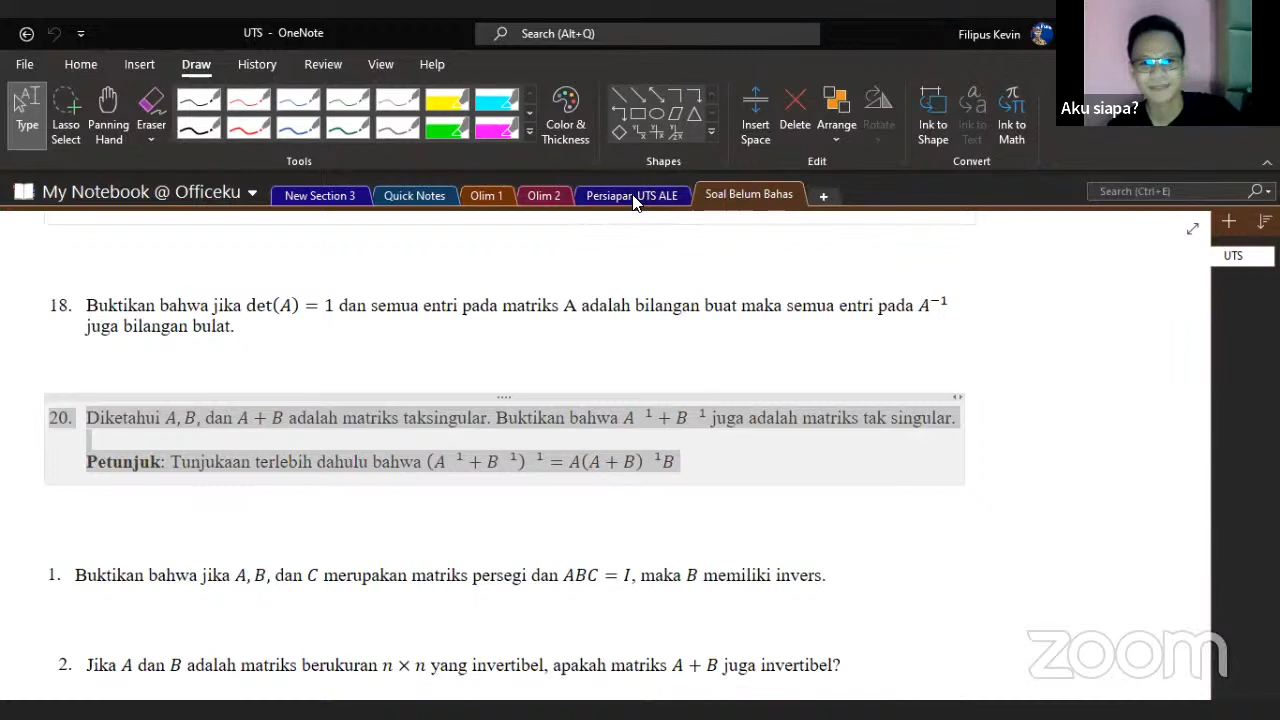 UTS - OneNote
Search (Alt+Q)
Filipus Kevin
File Home Insert Draw History Review View Help
Aku siapa?
Type
Lasso Select
Panning Hand
Eraser
Color & Thickness
Insert Space
Delete
Arrange
Rotate
Ink to Shape
Ink to Text
Ink to Math
Tools
Shapes
Edit
Convert
My Notebook @ Officeku
New Section 3
Quick Notes
Olim 1
Olim 2
Persiapan UTS ALE
Soal Belum Bahas
Search (Ctrl+E)
UTS
18. Buktikan bahwa jika det(A) = 1 dan semua entri pada matriks A adalah bilangan buat maka semua entri pada A⁻¹
juga bilangan bulat.
20. Diketahui A, B, dan A + B adalah matriks taksingular. Buktikan bahwa A ¹ + B ¹ juga adalah matriks tak singular.
Petunjuk: Tunjukaan terlebih dahulu bahwa (A ¹ + B ¹) ¹ = A(A + B) ¹B
1. Buktikan bahwa jika A, B, dan C merupakan matriks persegi dan ABC = I, maka B memiliki invers.
2. Jika A dan B adalah matriks berukuran n × n yang invertibel, apakah matriks A + B juga invertibel?
zoom